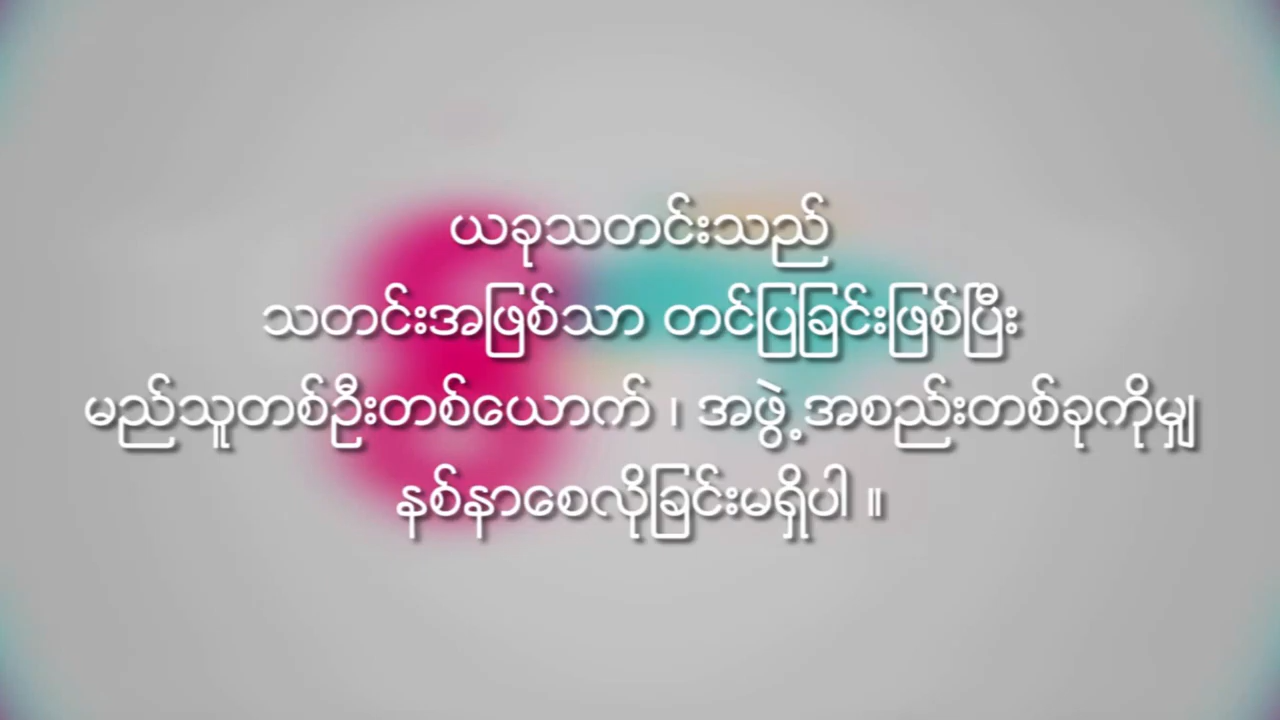 ယခုသတင်းသည်
သတင်းအဖြစ်သာ တင်ပြခြင်းဖြစ်ပြီး
မည်သူတစ်ဦးတစ်ယောက် ၊ အဖွဲ့အစည်းတစ်ခုကိုမျှ
နစ်နာစေလိုခြင်းမရှိပါ ။